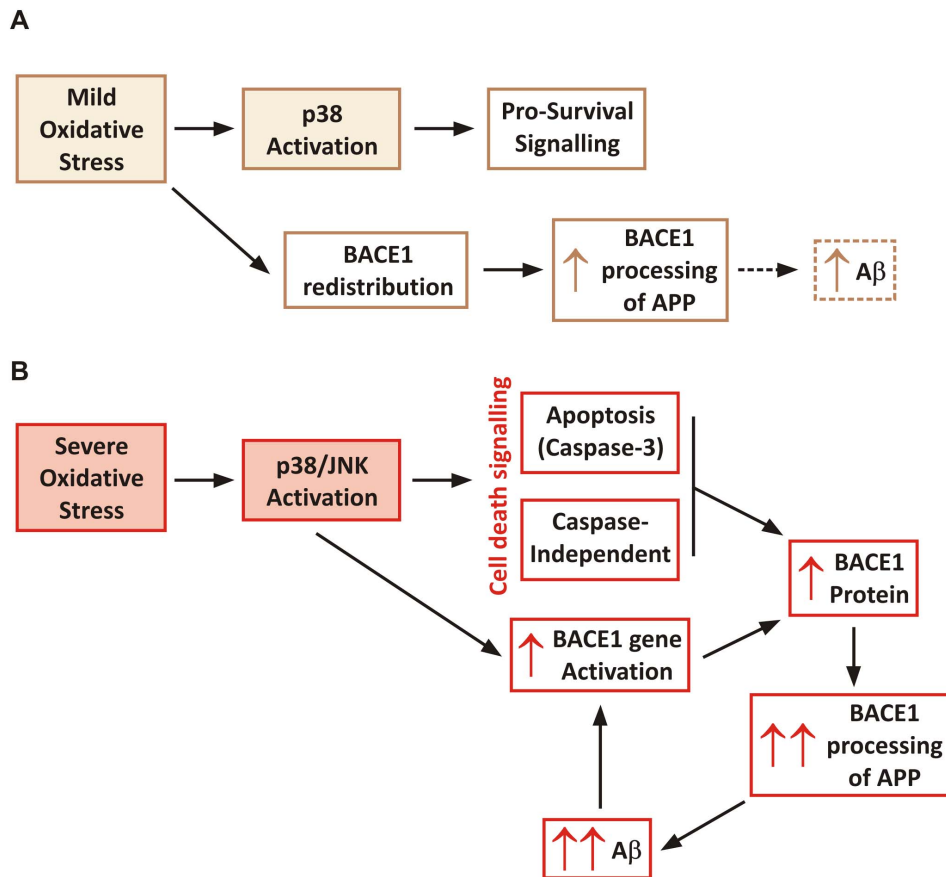 A
Mild
Oxidative
Stress
p38
Activation
Pro-Survival
Signalling
BACE1
redistribution
↑ BACE1
processing
of APP
↑ Aβ
B
Severe
Oxidative
Stress
p38/JNK
Activation
Cell death signalling
Apoptosis
(Caspase-3)
Caspase-
Independent
↑ BACE1
Protein
↑ BACE1 gene
Activation
↑↑ BACE1
processing
of APP
↑↑ Aβ